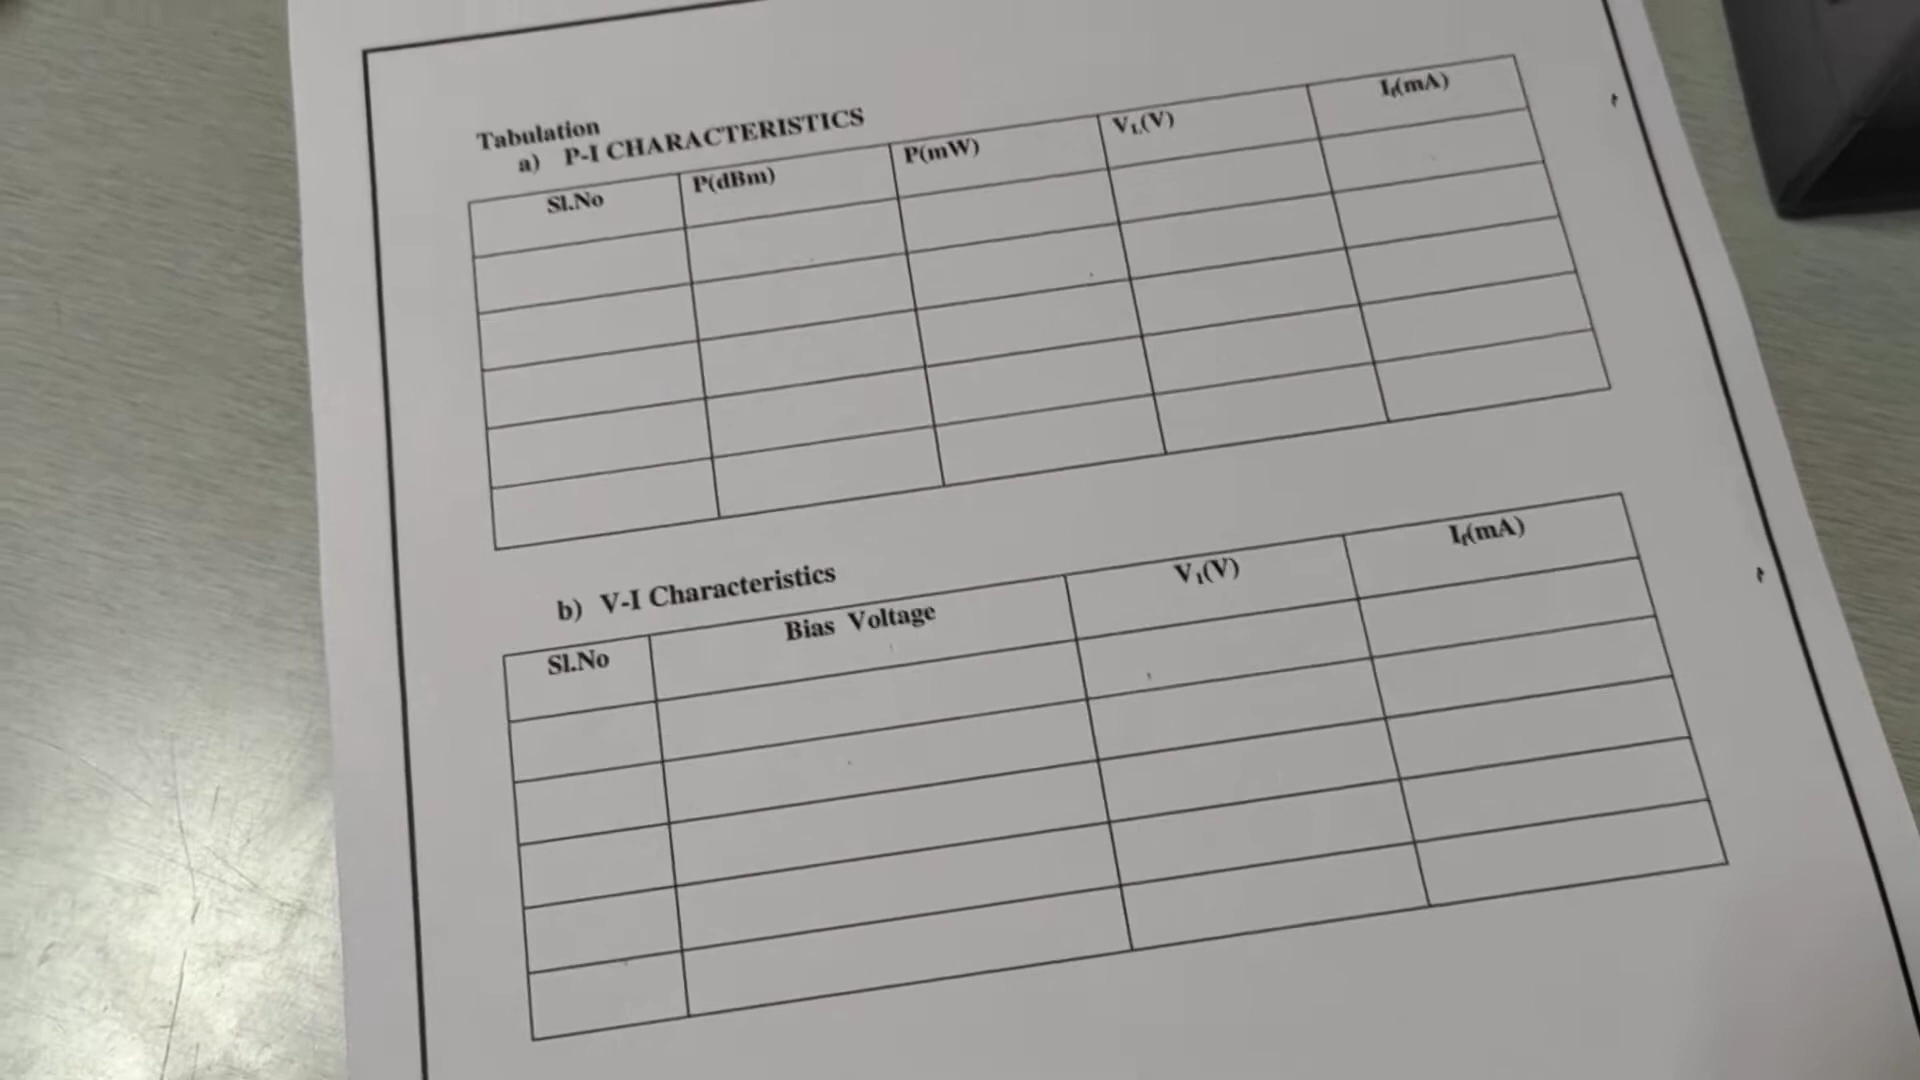 Tabulation
a) P-I CHARACTERISTICS
Sl.No P(dBm) P(mW) V₁.(V) If(mA)
b) V-I Characteristics
Sl.No Bias Voltage V₁(V) If(mA)